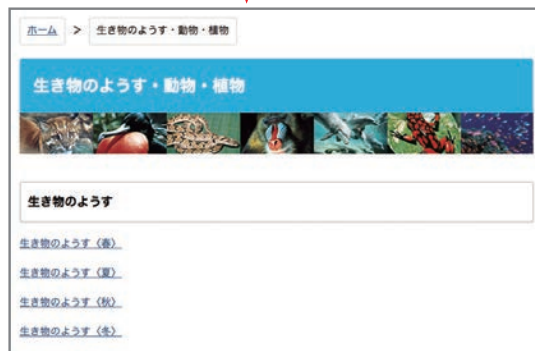 ホーム > 生き物のようす・動物・植物
生き物のようす・動物・植物
生き物のようす
生き物のようす〈春〉
生き物のようす〈夏〉
生き物のようす〈秋〉
生き物のようす〈冬〉